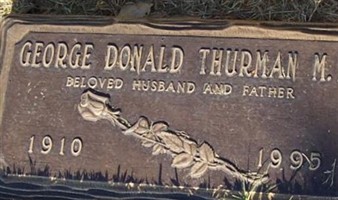 GEORGE DONALD THURMAN M.
BELOVED HUSBAND AND FATHER
1910 1995